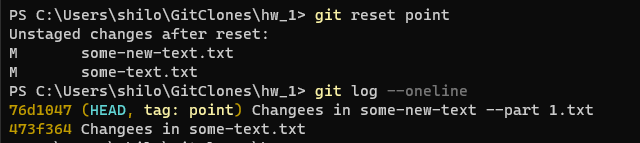 PS C:\Users\shilo\GitClones\hw_1> git reset point
Unstaged changes after reset:
M       some-new-text.txt
M       some-text.txt
PS C:\Users\shilo\GitClones\hw_1> git log --oneline
76d1047 (HEAD, tag: point) Changees in some-new-text --part 1.txt
473f364 Changees in some-text.txt